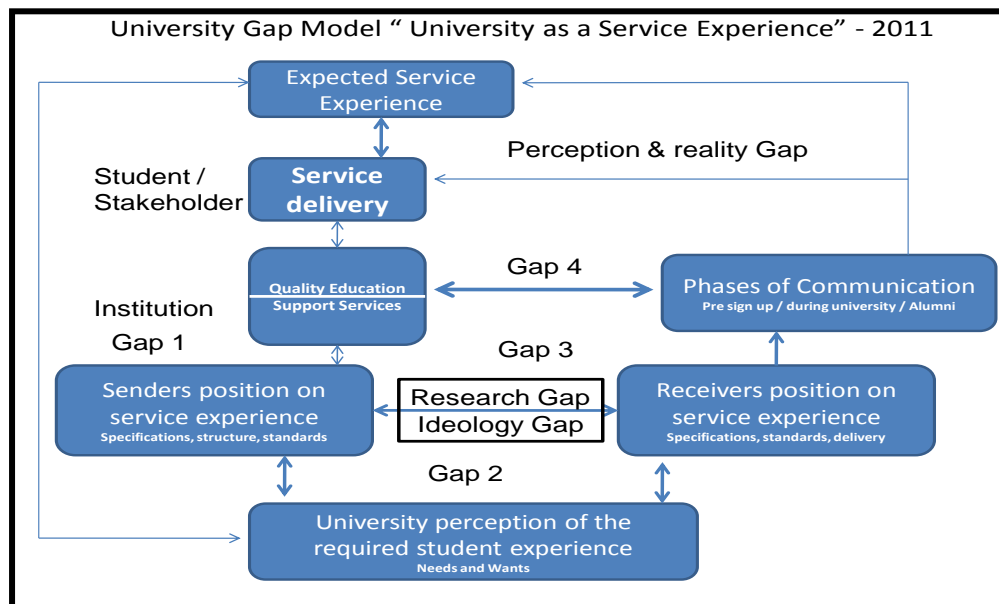 University Gap Model “ University as a Service Experience” - 2011
Expected Service
Experience
Perception & reality Gap
Student /
Stakeholder
Service
delivery
Gap 4
Quality Education
Support Services
Phases of Communication
Pre sign up / during university / Alumni
Institution
Gap 1
Gap 3
Senders position on
service experience
Specifications, structure, standards
Research Gap
Ideology Gap
Receivers position on
service experience
Specifications, standards, delivery
Gap 2
University perception of the
required student experience
Needs and Wants